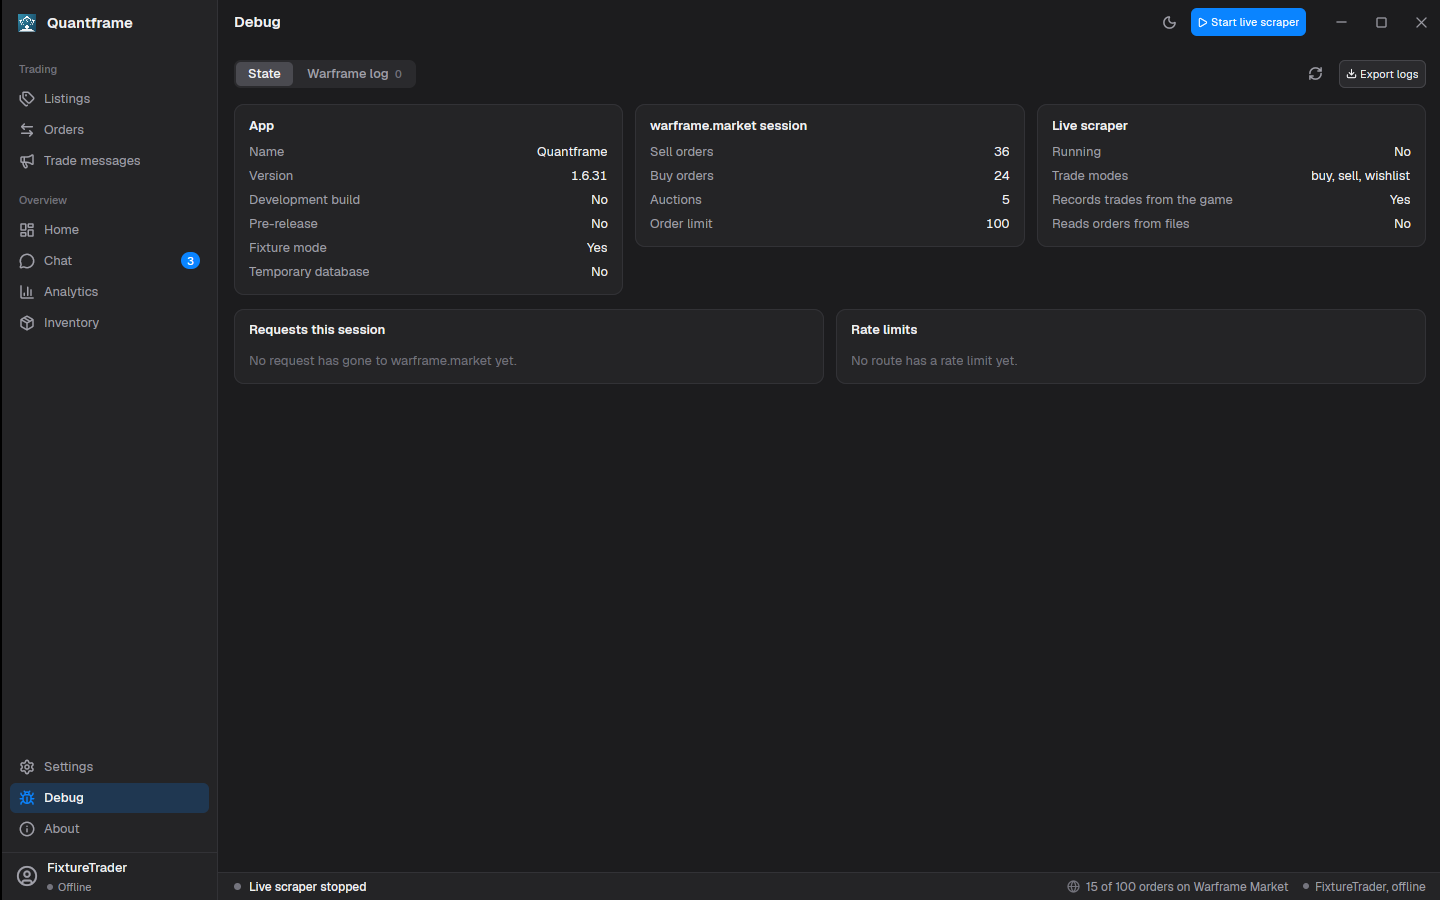 Quantframe
Debug
Start live scraper
Trading
Listings
Orders
Trade messages
Overview
Home
Chat 3
Analytics
Inventory
Settings
Debug
About
FixtureTrader
Offline
State
Warframe log 0
Export logs
App
Name Quantframe
Version 1.6.31
Development build No
Pre-release No
Fixture mode Yes
Temporary database No
warframe.market session
Sell orders 36
Buy orders 24
Auctions 5
Order limit 100
Live scraper
Running No
Trade modes buy, sell, wishlist
Records trades from the game Yes
Reads orders from files No
Requests this session
No request has gone to warframe.market yet.
Rate limits
No route has a rate limit yet.
Live scraper stopped
15 of 100 orders on Warframe Market
FixtureTrader, offline